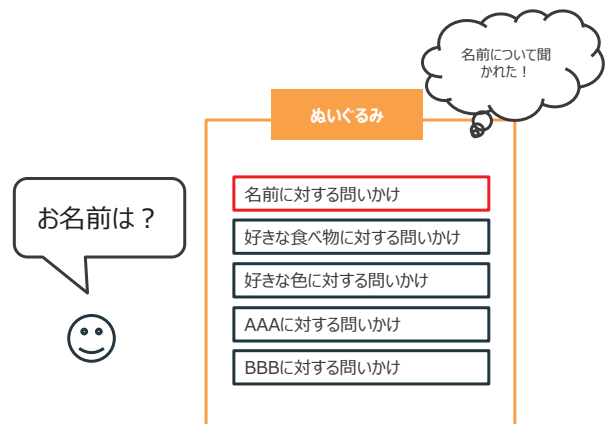 名前について聞
かれた！
ぬいぐるみ
お名前は？
名前に対する問いかけ
好きな食べ物に対する問いかけ
好きな色に対する問いかけ
AAAに対する問いかけ
BBBに対する問いかけ